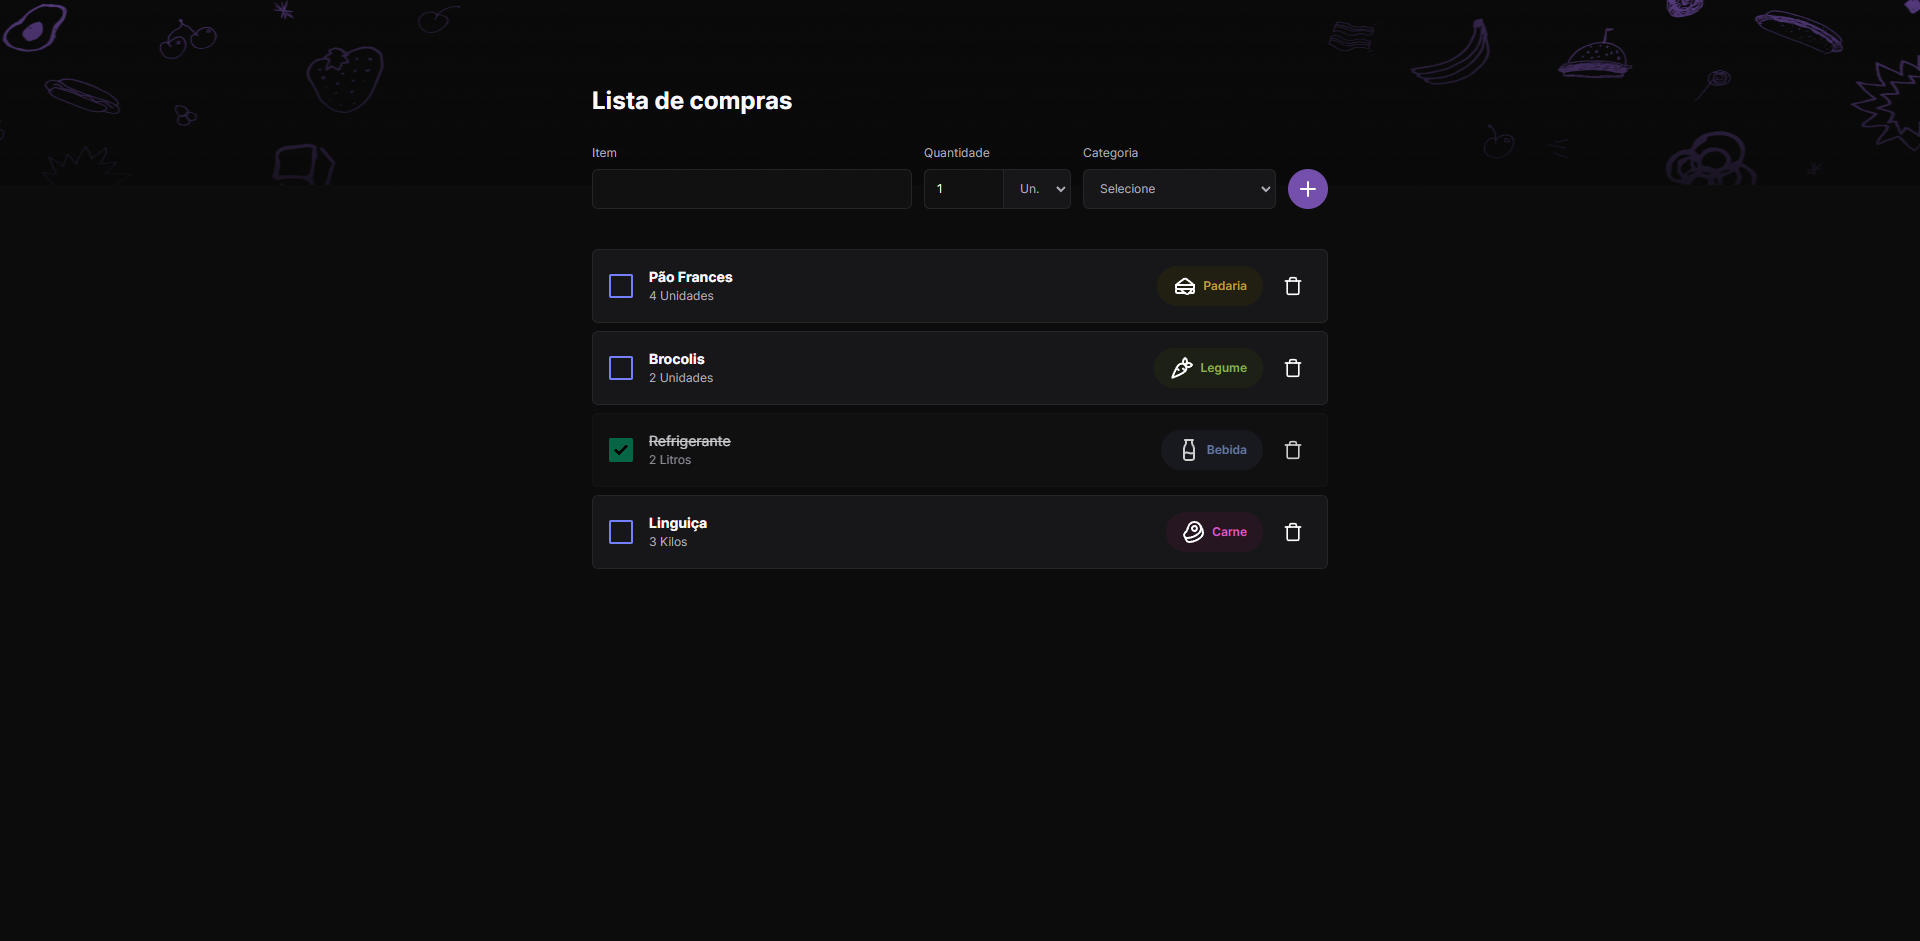 Lista de compras
Item Quantidade Categoria
1 Un. Selecione
Pão Frances
4 Unidades
Padaria
Brocolis
2 Unidades
Legume
Refrigerante
2 Litros
Bebida
Linguiça
3 Kilos
Carne